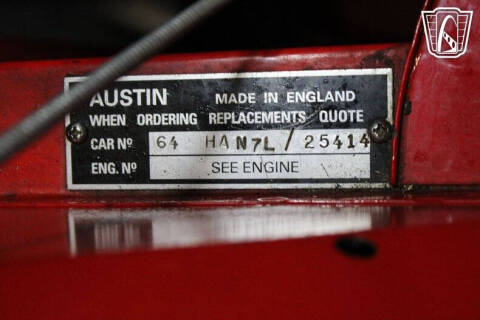 AUSTIN MADE IN ENGLAND
WHEN ORDERING REPLACEMENTS QUOTE
CAR Nº 64 HAN7L/25414
ENG. Nº SEE ENGINE